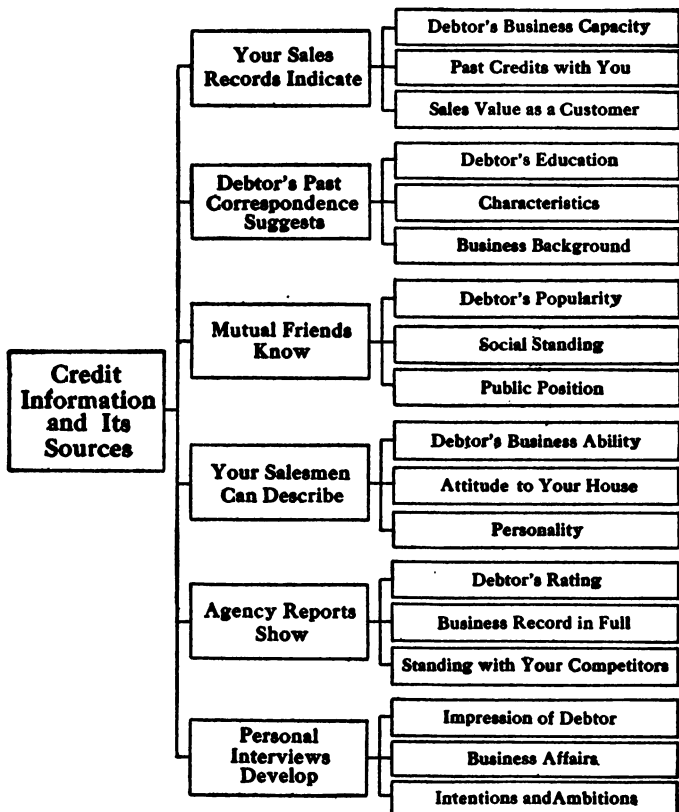 Your Sales
Records Indicate
Debtor's Business Capacity
Past Credits with You
Sales Value as a Customer
Debtor's Past
Correspondence
Suggests
Debtor's Education
Characteristics
Business Background
Mutual Friends
Know
Debtor's Popularity
Social Standing
Public Position
Credit
Information
and Its
Sources
Your Salesmen
Can Describe
Debtor's Business Ability
Attitude to Your House
Personality
Agency Reports
Show
Debtor's Rating
Business Record in Full
Standing with Your Competitors
Personal
Interviews
Develop
Impression of Debtor
Business Affairs
Intentions and Ambitions